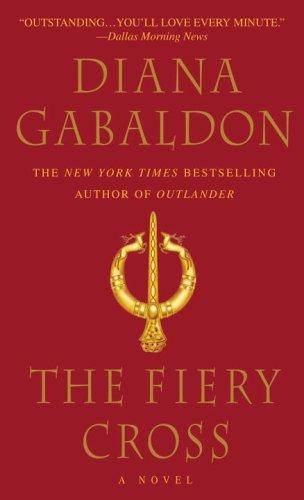 “OUTSTANDING...YOU'LL LOVE EVERY MINUTE.”
—Dallas Morning News
DIANA
GABALDON
THE NEW YORK TIMES BESTSELLING
AUTHOR OF OUTLANDER
THE FIERY
CROSS
A NOVEL